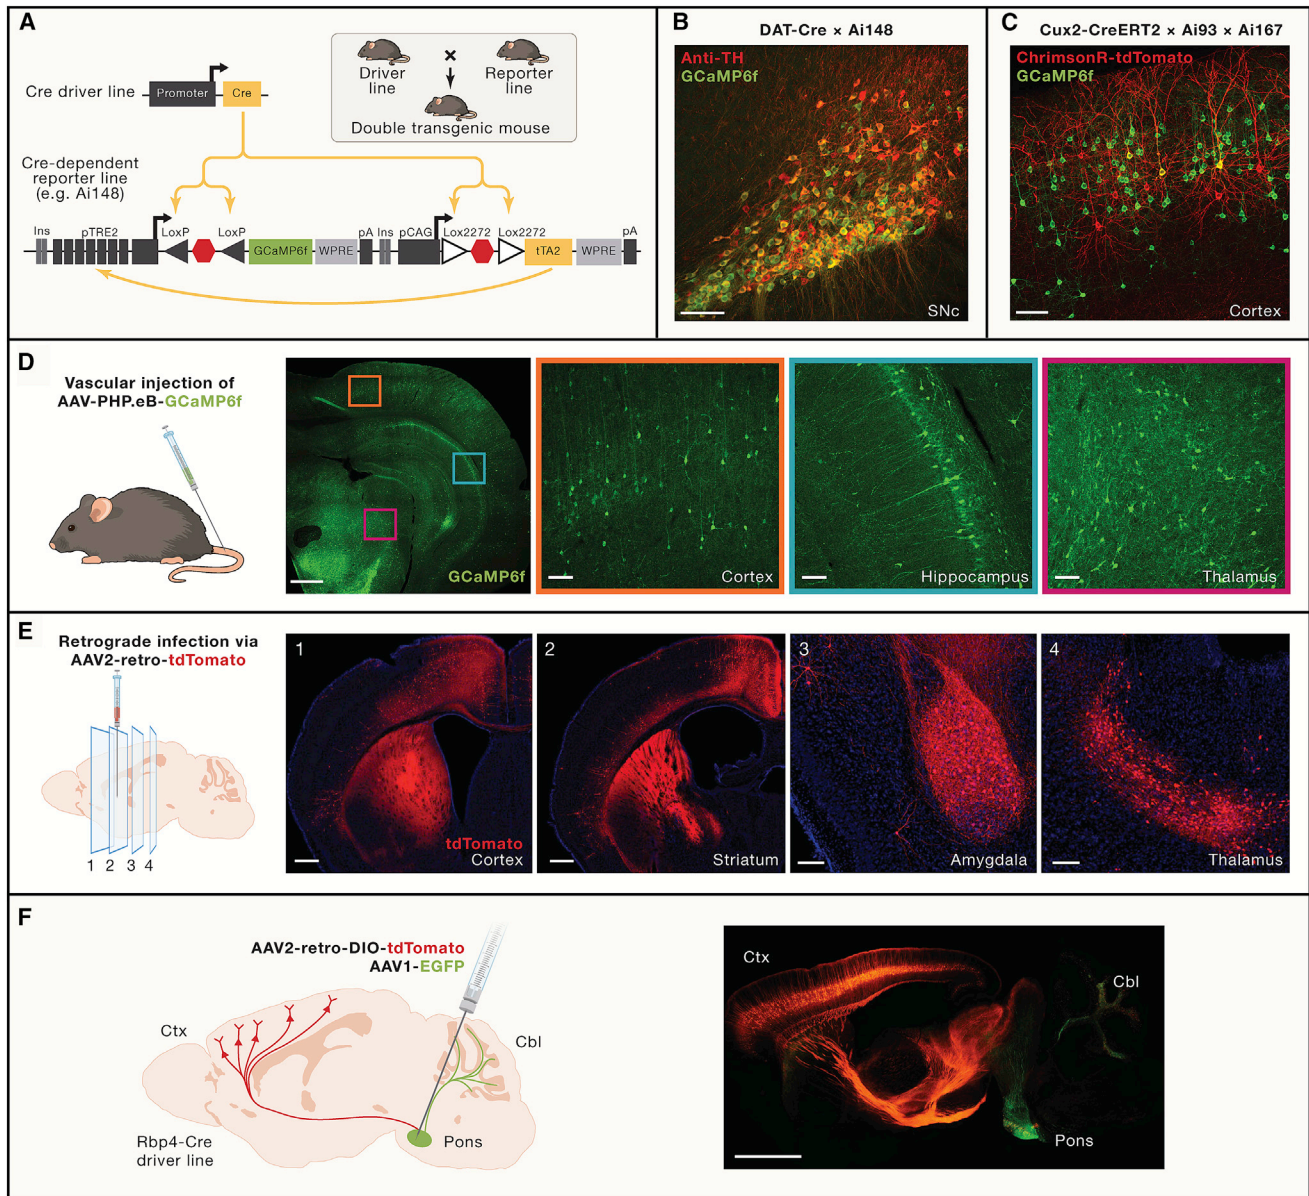 A
Driver
line
×
Reporter
line
Double transgenic mouse
Cre driver line
Promoter
Cre
Cre-dependent
reporter line
(e.g. Ai148)
Ins
pTRE2
LoxP
LoxP
GCaMP6f
WPRE
pA
Ins
pCAG
Lox2272
Lox2272
tTA2
WPRE
pA
B
DAT-Cre × Ai148
Anti-TH
GCaMP6f
SNc
C
Cux2-CreERT2 × Ai93 × Ai167
ChrimsonR-tdTomato
GCaMP6f
Cortex
D
Vascular injection of
AAV-PHP.eB-GCaMP6f
GCaMP6f
Cortex
Hippocampus
Thalamus
E
Retrograde infection via
AAV2-retro-tdTomato
1 2 3 4
1
tdTomato
Cortex
2
Striatum
3
Amygdala
4
Thalamus
F
AAV2-retro-DIO-tdTomato
AAV1-EGFP
Ctx
Cbl
Rbp4-Cre
driver line
Pons
Ctx
Cbl
Pons